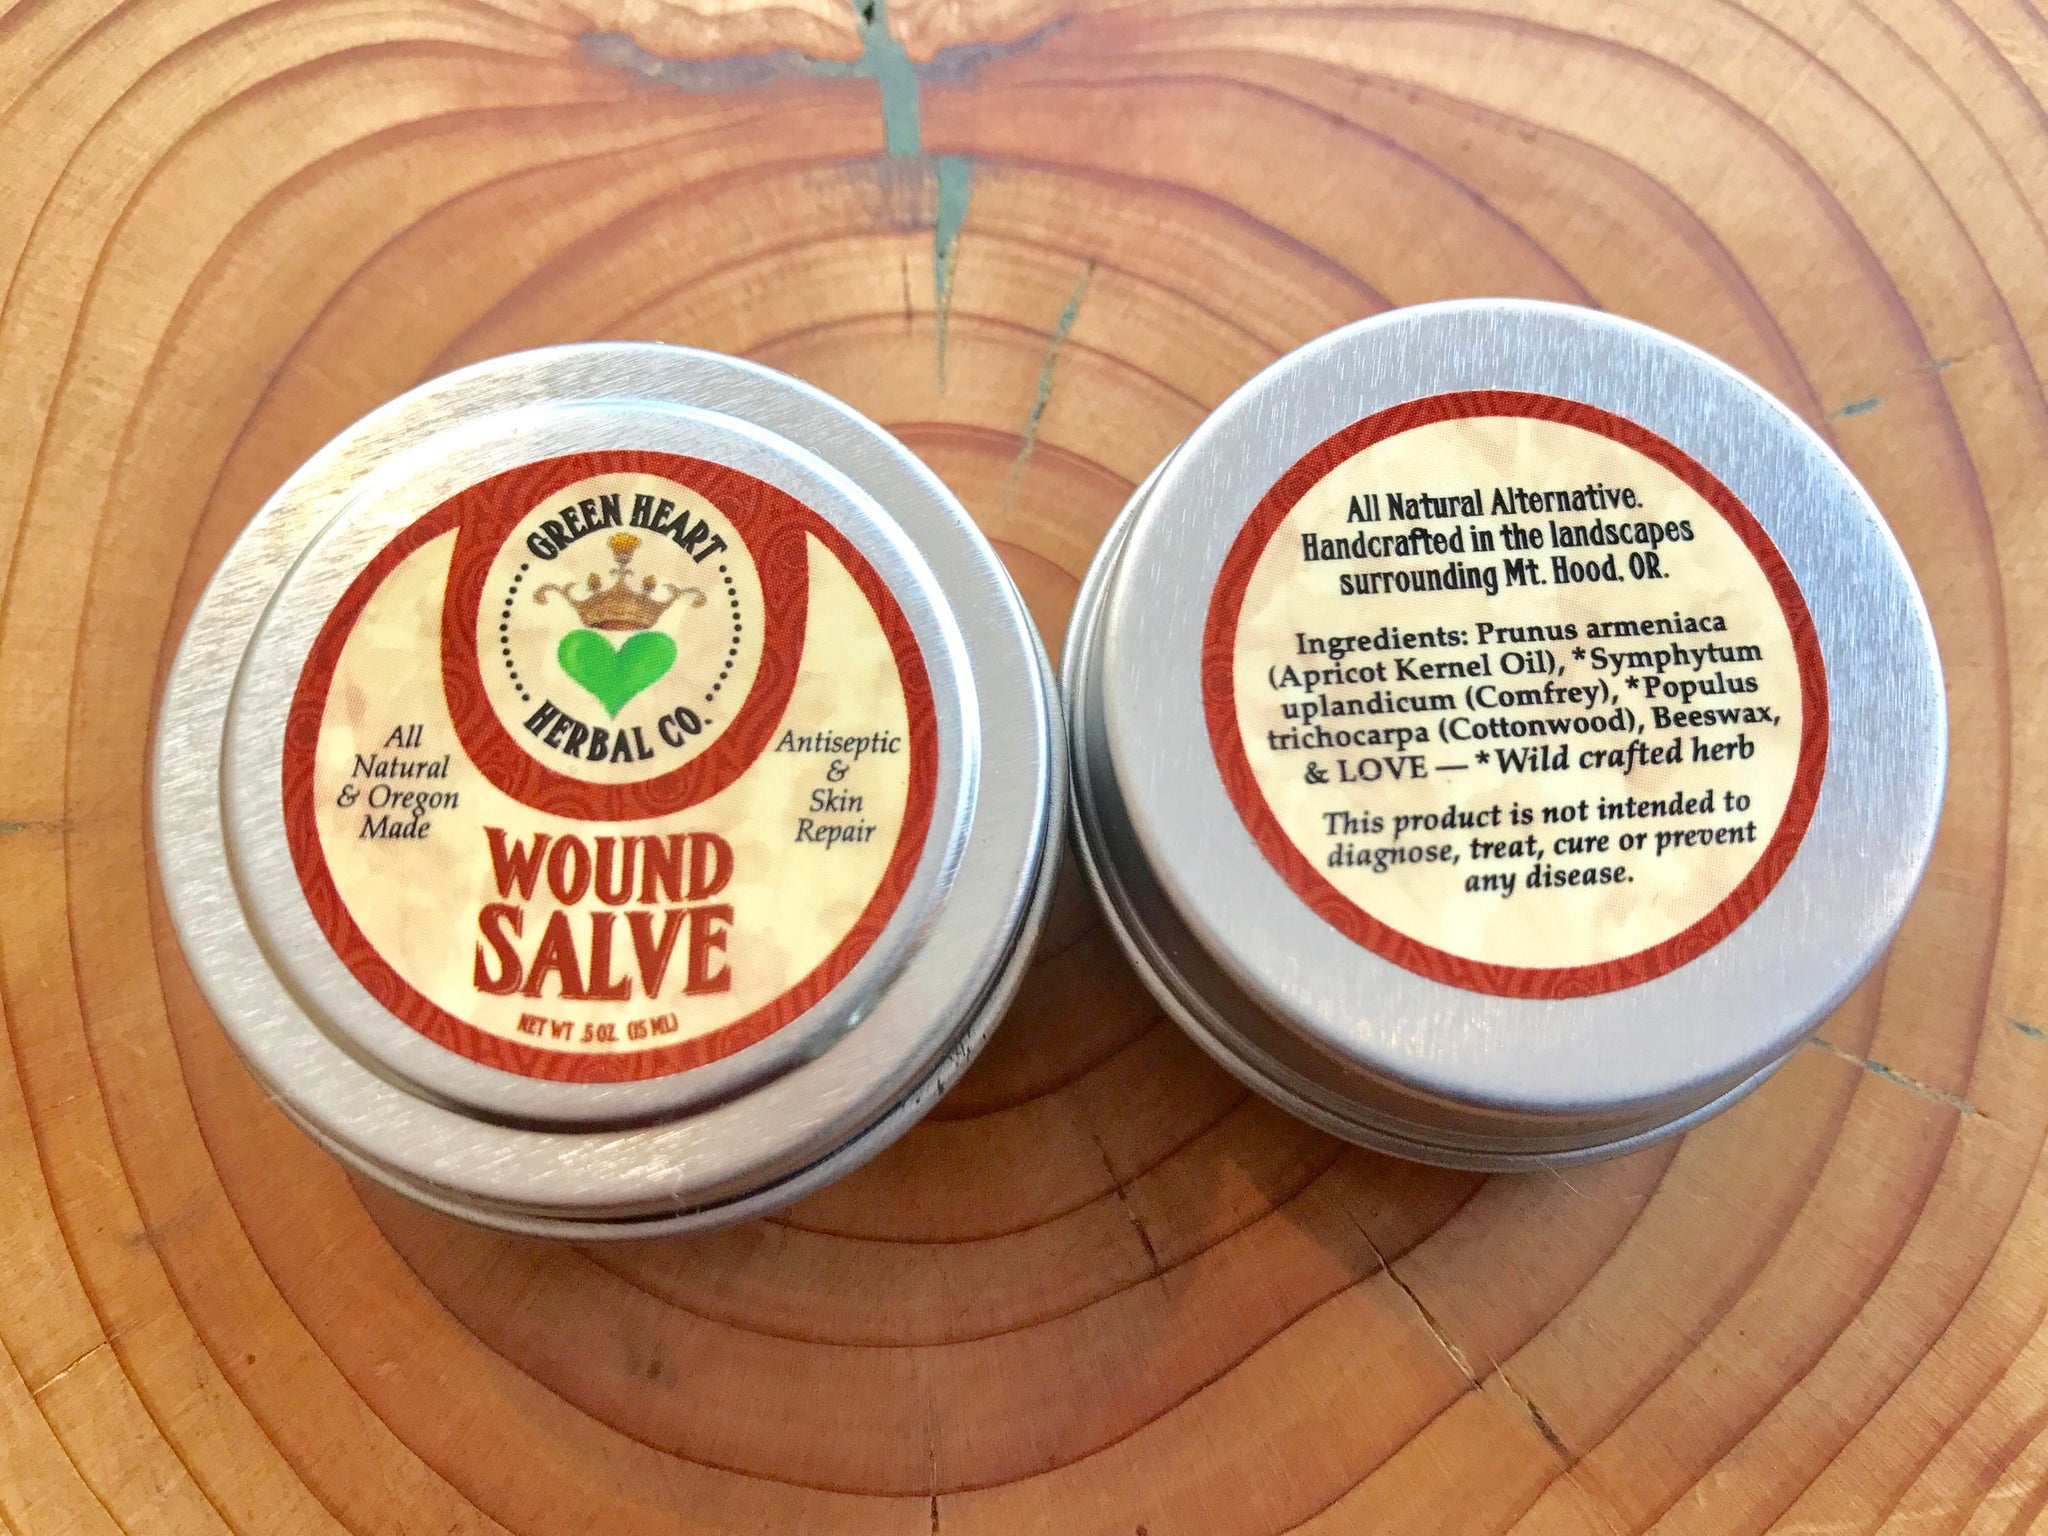 GREEN HEART
HERBAL CO.
All
Natural
& Oregon
Made
Antiseptic
&
Skin
Repair
WOUND
SALVE
NET WT .5 OZ. (15 ML)
All Natural Alternative.
Handcrafted in the landscapes
surrounding Mt. Hood, OR.
Ingredients: Prunus armeniaca
(Apricot Kernel Oil), *Symphytum
uplandicum (Comfrey), *Populus
trichocarpa (Cottonwood), Beeswax,
& LOVE — *Wild crafted herb
This product is not intended to
diagnose, treat, cure or prevent
any disease.